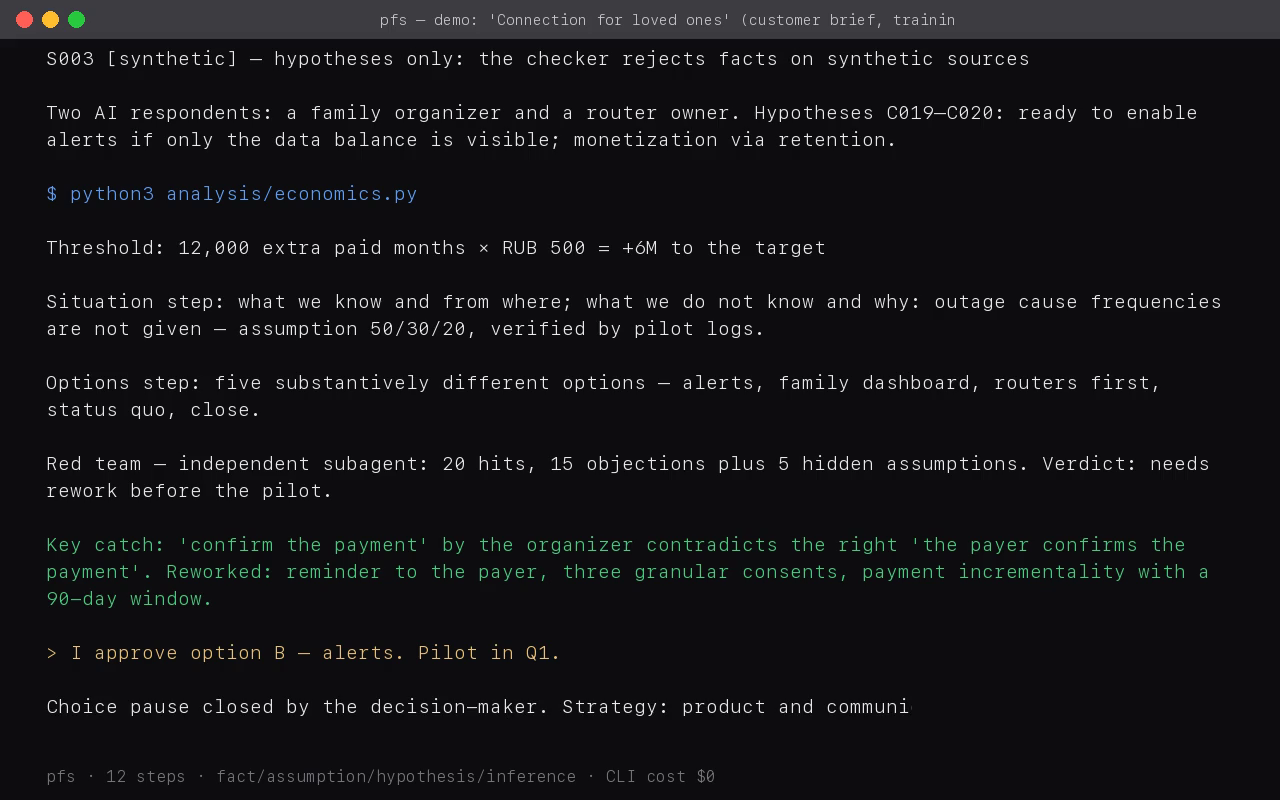 pfs — demo: 'Connection for loved ones' (customer brief, trainin
S003 [synthetic] — hypotheses only: the checker rejects facts on synthetic sources
Two AI respondents: a family organizer and a router owner. Hypotheses C019—C020: ready to enable
alerts if only the data balance is visible; monetization via retention.
$ python3 analysis/economics.py
Threshold: 12,000 extra paid months × RUB 500 = +6M to the target
Situation step: what we know and from where; what we do not know and why: outage cause frequencies
are not given — assumption 50/30/20, verified by pilot logs.
Options step: five substantively different options — alerts, family dashboard, routers first,
status quo, close.
Red team — independent subagent: 20 hits, 15 objections plus 5 hidden assumptions. Verdict: needs
rework before the pilot.
Key catch: 'confirm the payment' by the organizer contradicts the right 'the payer confirms the
payment'. Reworked: reminder to the payer, three granular consents, payment incrementality with a
90-day window.
> I approve option B — alerts. Pilot in Q1.
Choice pause closed by the decision-maker. Strategy: product and communi
pfs · 12 steps · fact/assumption/hypothesis/inference · CLI cost $0